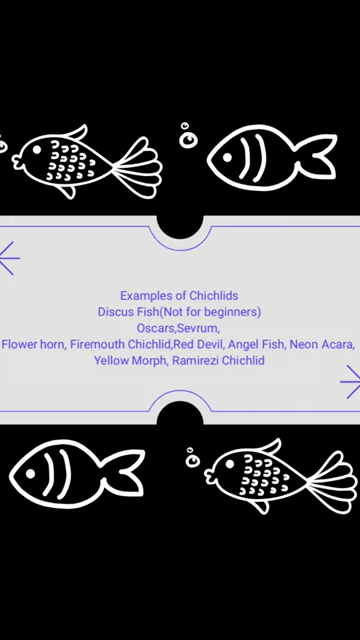 Examples of Chichlids
Discus Fish(Not for beginners)
Oscars,Sevrum,
Flower horn, Firemouth Chichlid,Red Devil, Angel Fish, Neon Acara,
Yellow Morph, Ramirezi Chichlid